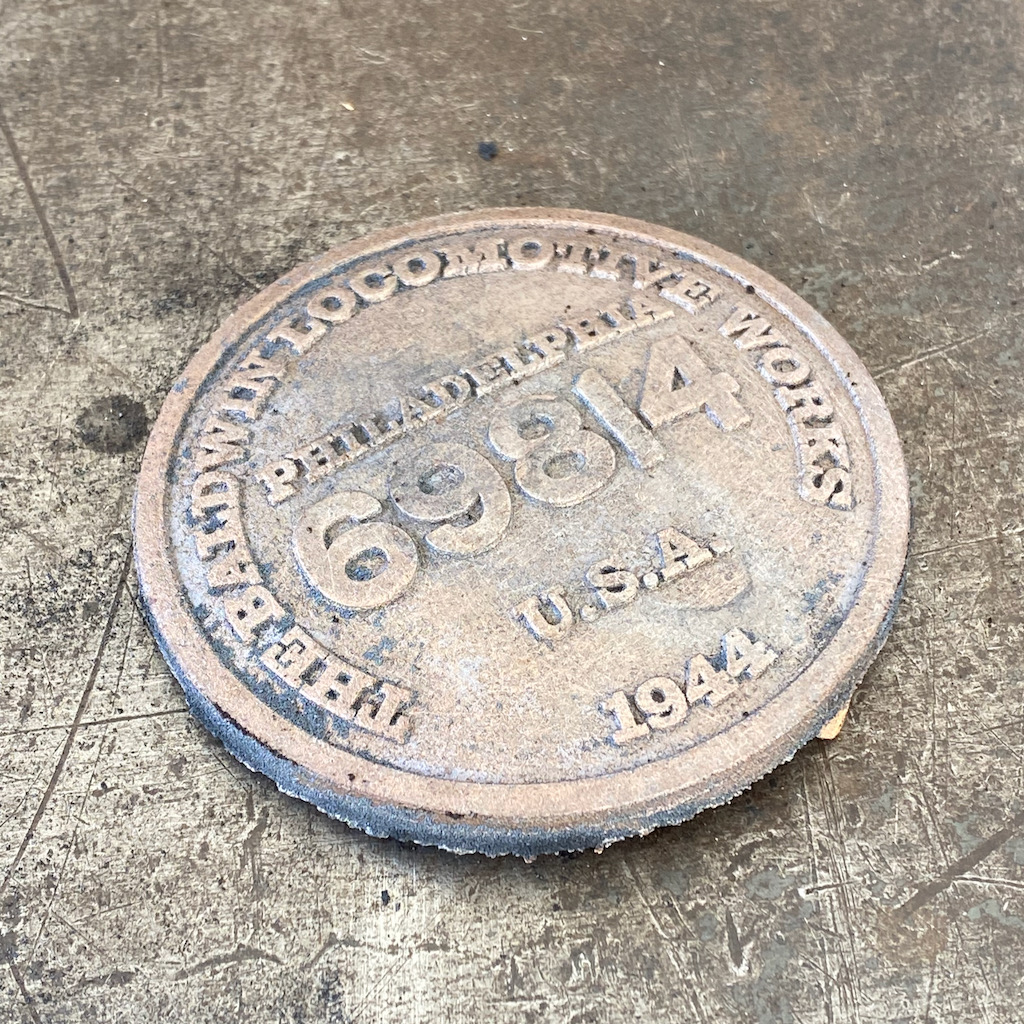 THE BALDWIN LOCOMOTIVE WORKS
PHILADELPHIA
69814
U.S.A.
1944